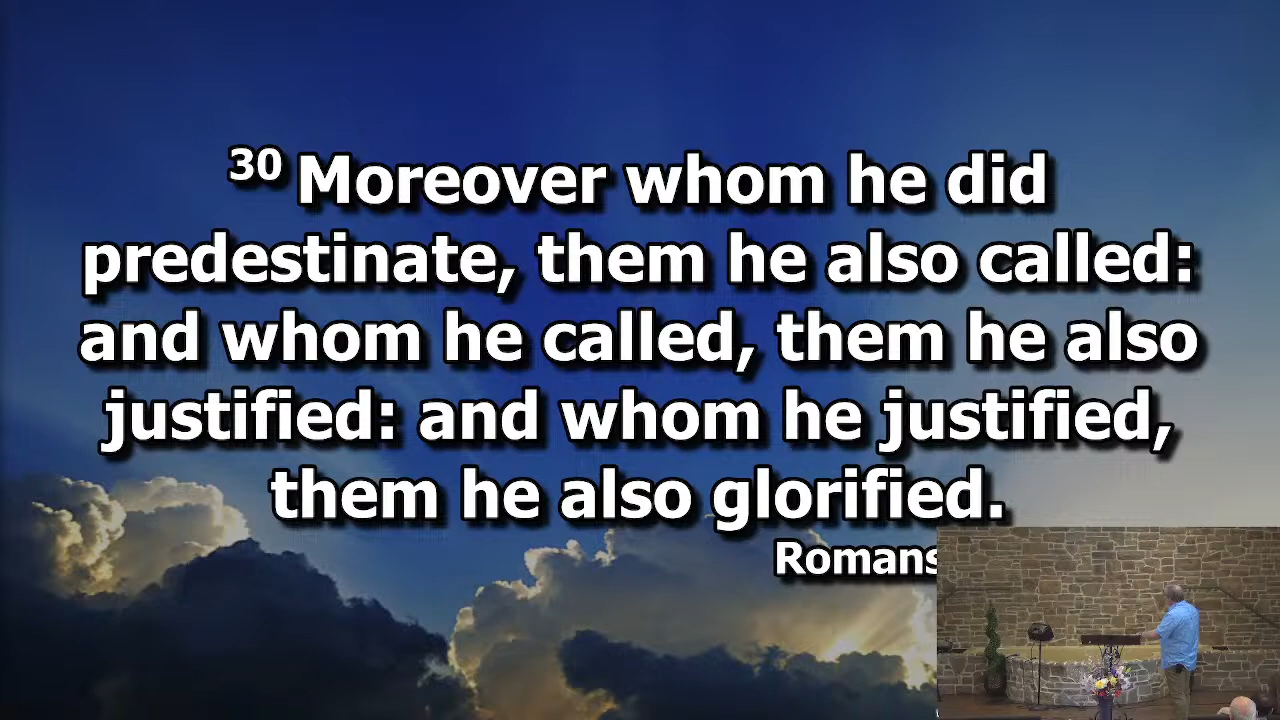 30 Moreover whom he did
predestinate, them he also called:
and whom he called, them he also
justified: and whom he justified,
them he also glorified.
Romans